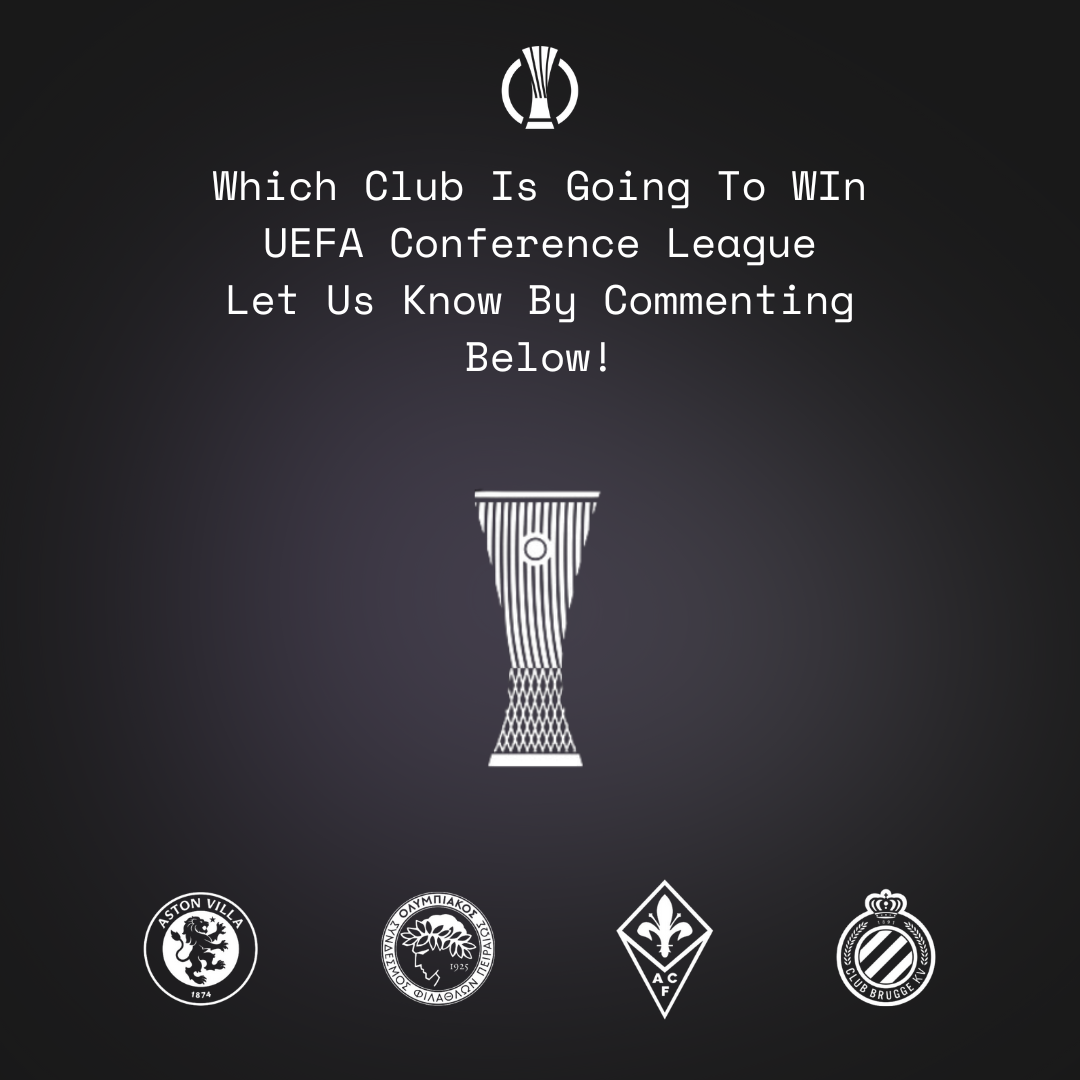 Which Club Is Going To WIn
UEFA Conference League
Let Us Know By Commenting
Below!
ASTON VILLA
1874
ΟΛΥΜΠΙΑΚΟΣ
ΣΥΝΔΕΣΜΟΣ ΦΙΛΑΘΛΩΝ ΠΕΙΡΑΙΩΣ
1925
A C
F
1891
CLUB BRUGGE KV